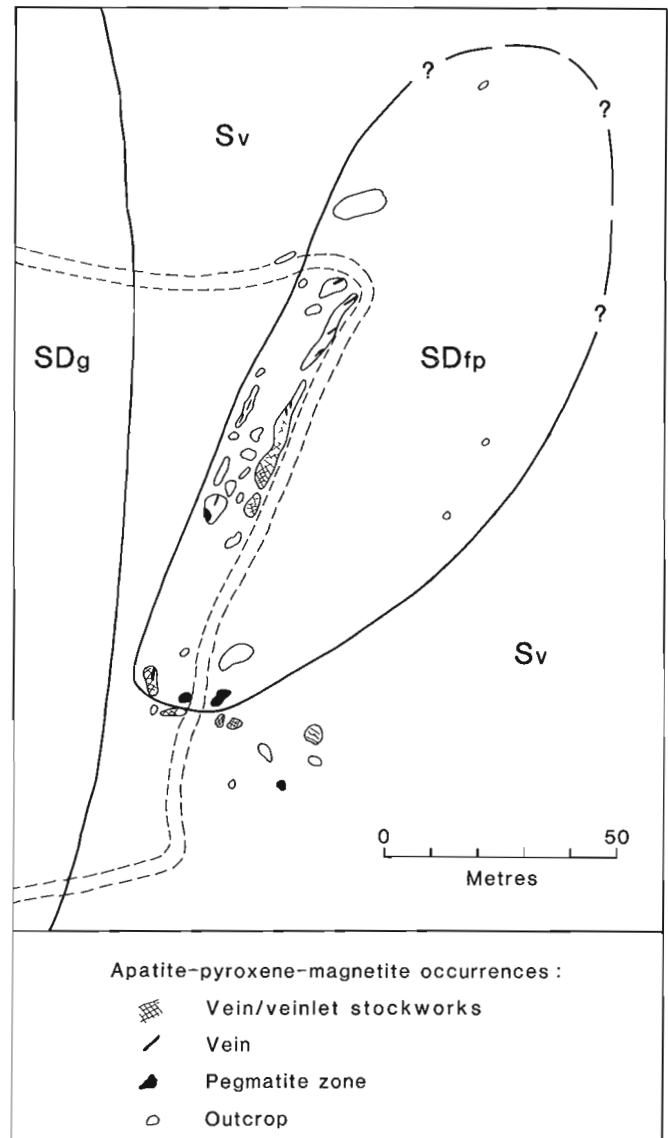 ?
?
Sv
SDg
SDfp
?
Sv
0 50
Metres
Apatite-pyroxene-magnetite occurrences :
Vein/veinlet stockworks
Vein
Pegmatite zone
Outcrop